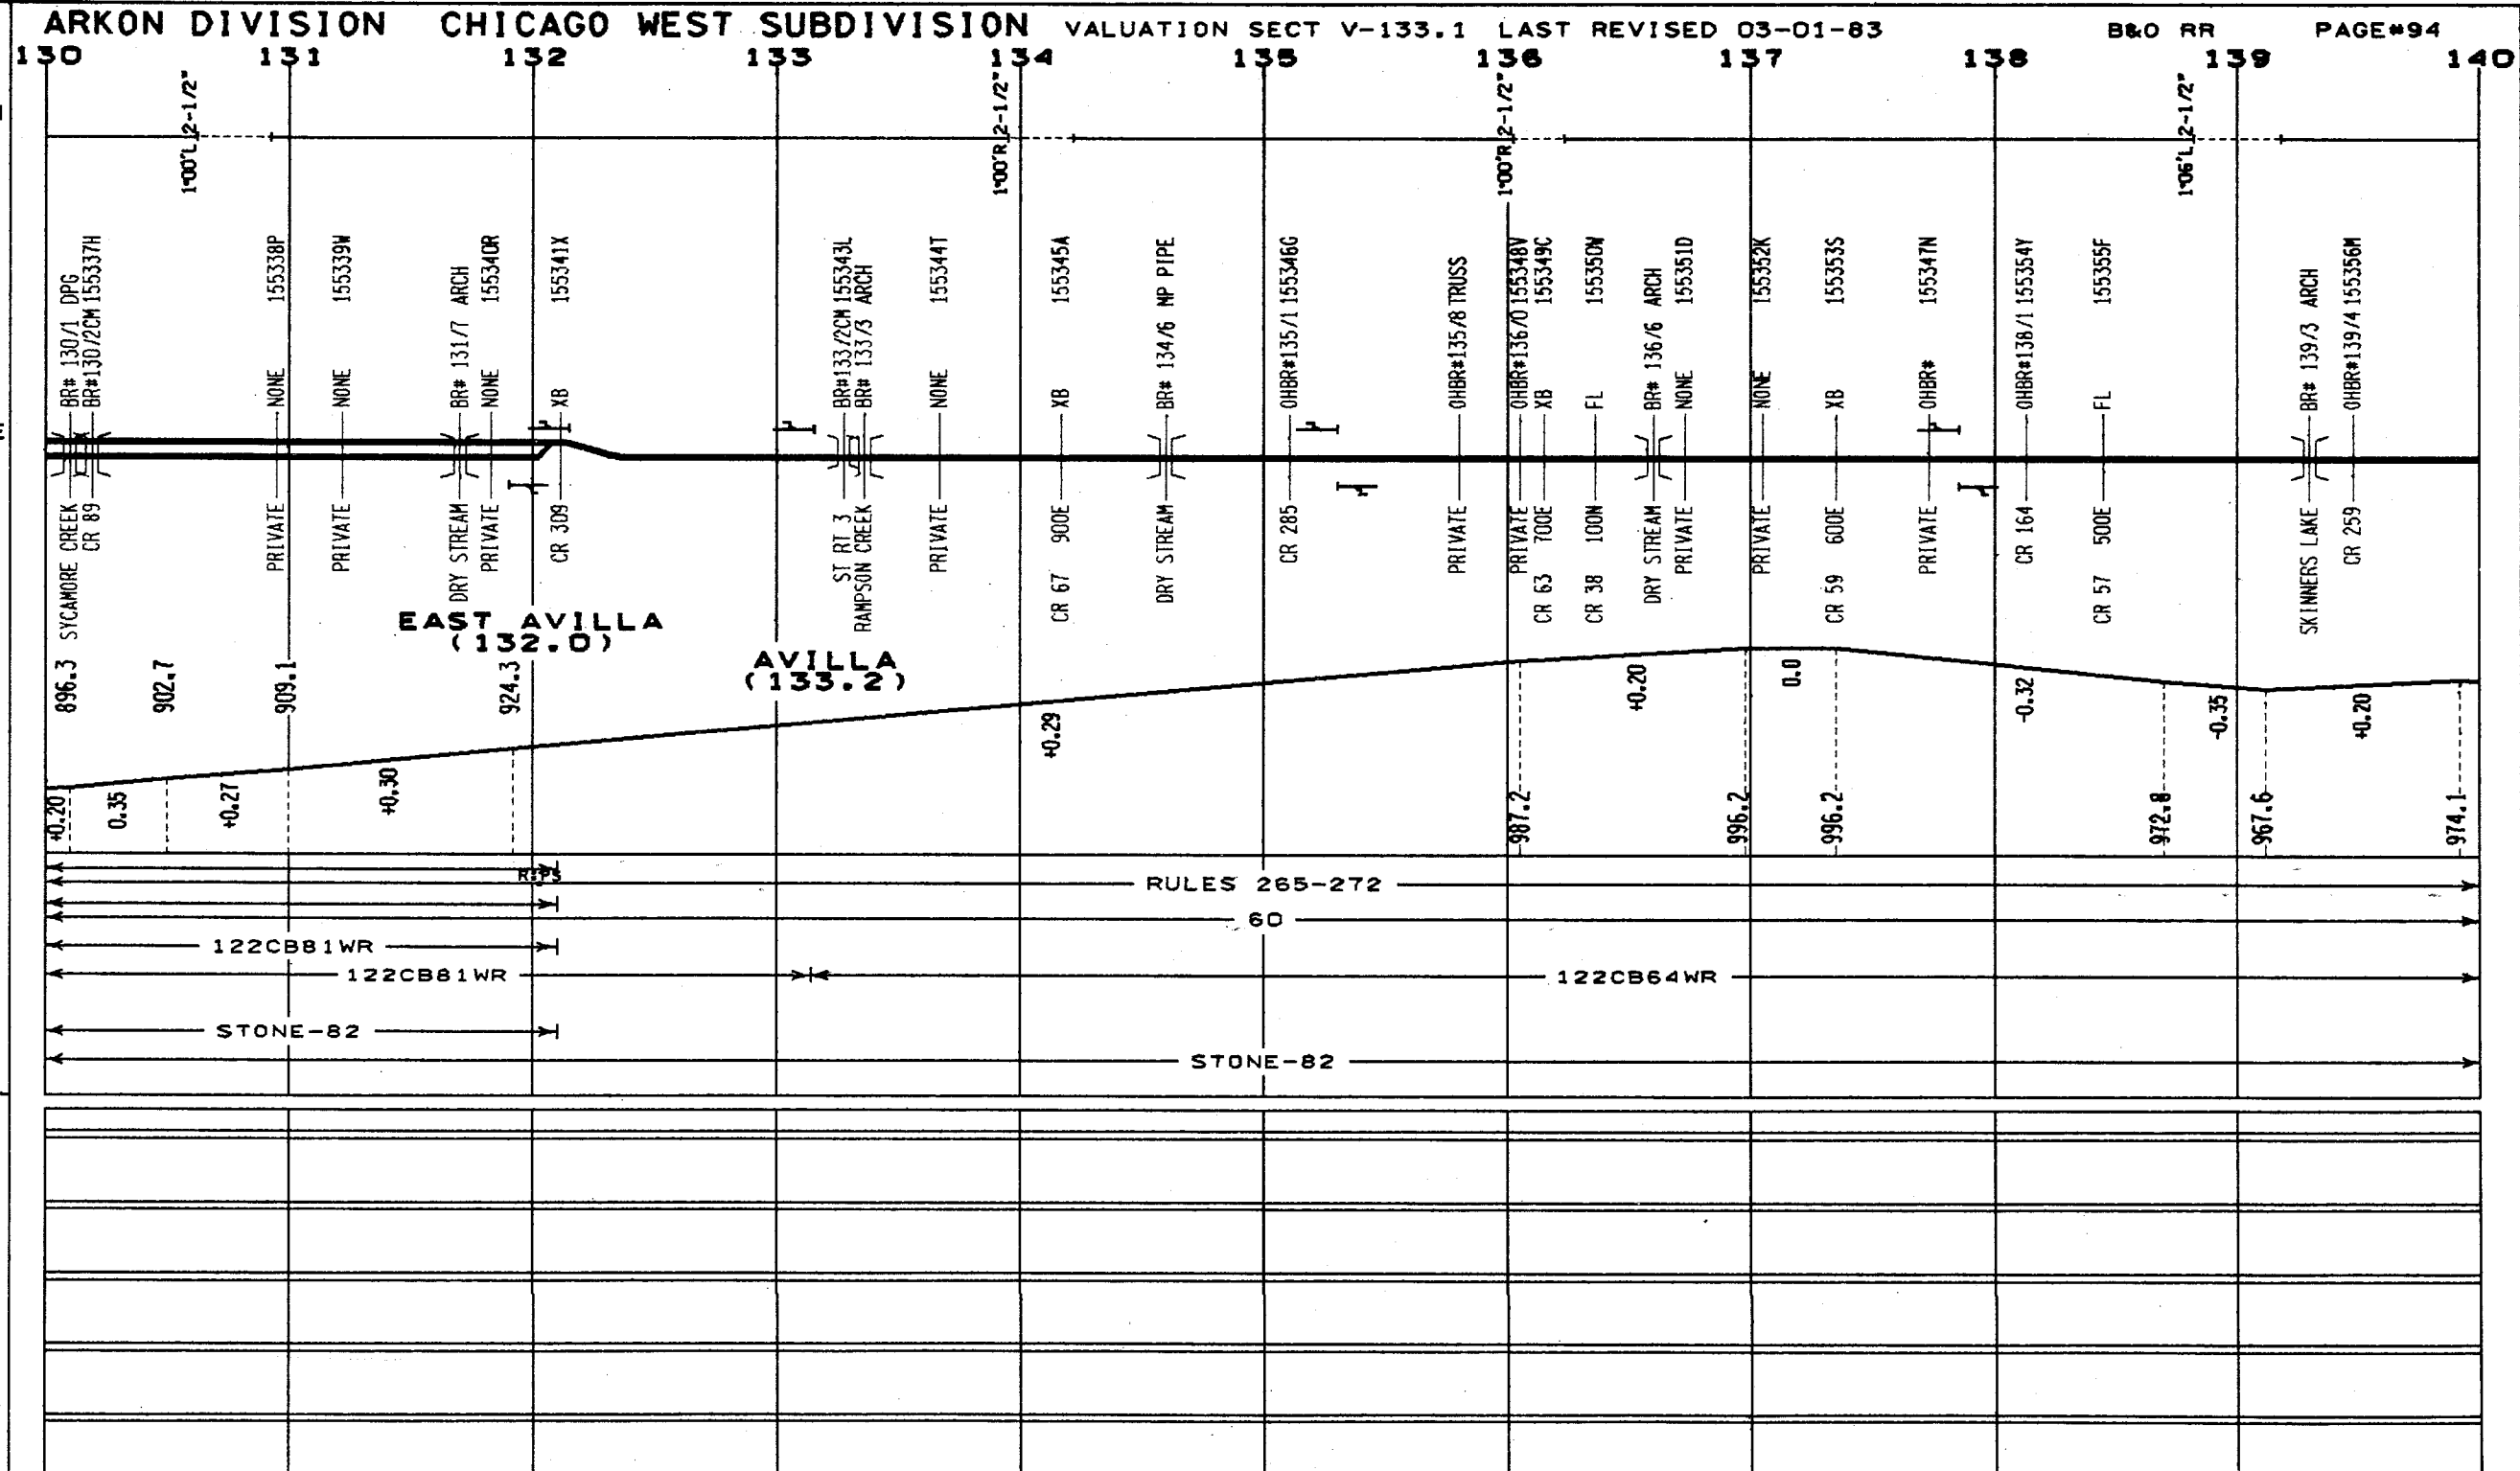 ARKON DIVISION CHICAGO WEST SUBDIVISION VALUATION SECT V-133.1 LAST REVISED 03-01-83 B&O RR PAGE#94
130 131 132 133 134 135 136 137 138 139 140
1°00'L 2-1/2"
1°00'R 2-1/2"
1°00'R 2-1/2"
1°06'L 2-1/2"
SYCAMORE CREEK BR# 130/1 DPG
CR 89 BR#130/2CM 155337H
PRIVATE NONE 155338P
PRIVATE NONE 155339W
DRY STREAM BR# 131/7 ARCH
PRIVATE NONE 155340R
CR 309 XB 155341X
ST RT 3 BR#133/2CM 155343L
RAMPSON CREEK BR# 133/3 ARCH
PRIVATE NONE 155344T
CR 67 900E XB 155345A
DRY STREAM BR# 134/6 MP PIPE
CR 285 OHBR#135/1 155346G
PRIVATE OHBR#135/8 TRUSS
PRIVATE OHBR#136/0 155348V
CR 63 700E XB 155349C
CR 38 100N FL 155350W
DRY STREAM BR# 136/6 ARCH
PRIVATE NONE 155351D
PRIVATE NONE 155352K
CR 59 600E XB 155353S
PRIVATE OHBR# 155347N
CR 164 OHBR#138/1 155354Y
CR 57 500E FL 155355F
SKINNERS LAKE BR# 139/3 ARCH
CR 259 OHBR#139/4 155356M
EAST AVILLA
(132.0)
AVILLA
(133.2)
896.3 902.7 909.1 924.3
+0.20 0.35 +0.27 +0.30 +0.29 +0.20 0.0 -0.32 -0.35 +0.20
987.2 996.2 996.2 972.8 967.6 974.1
RULES 265-272
60
122CB81WR
122CB81WR 122CB64WR
STONE-82
STONE-82